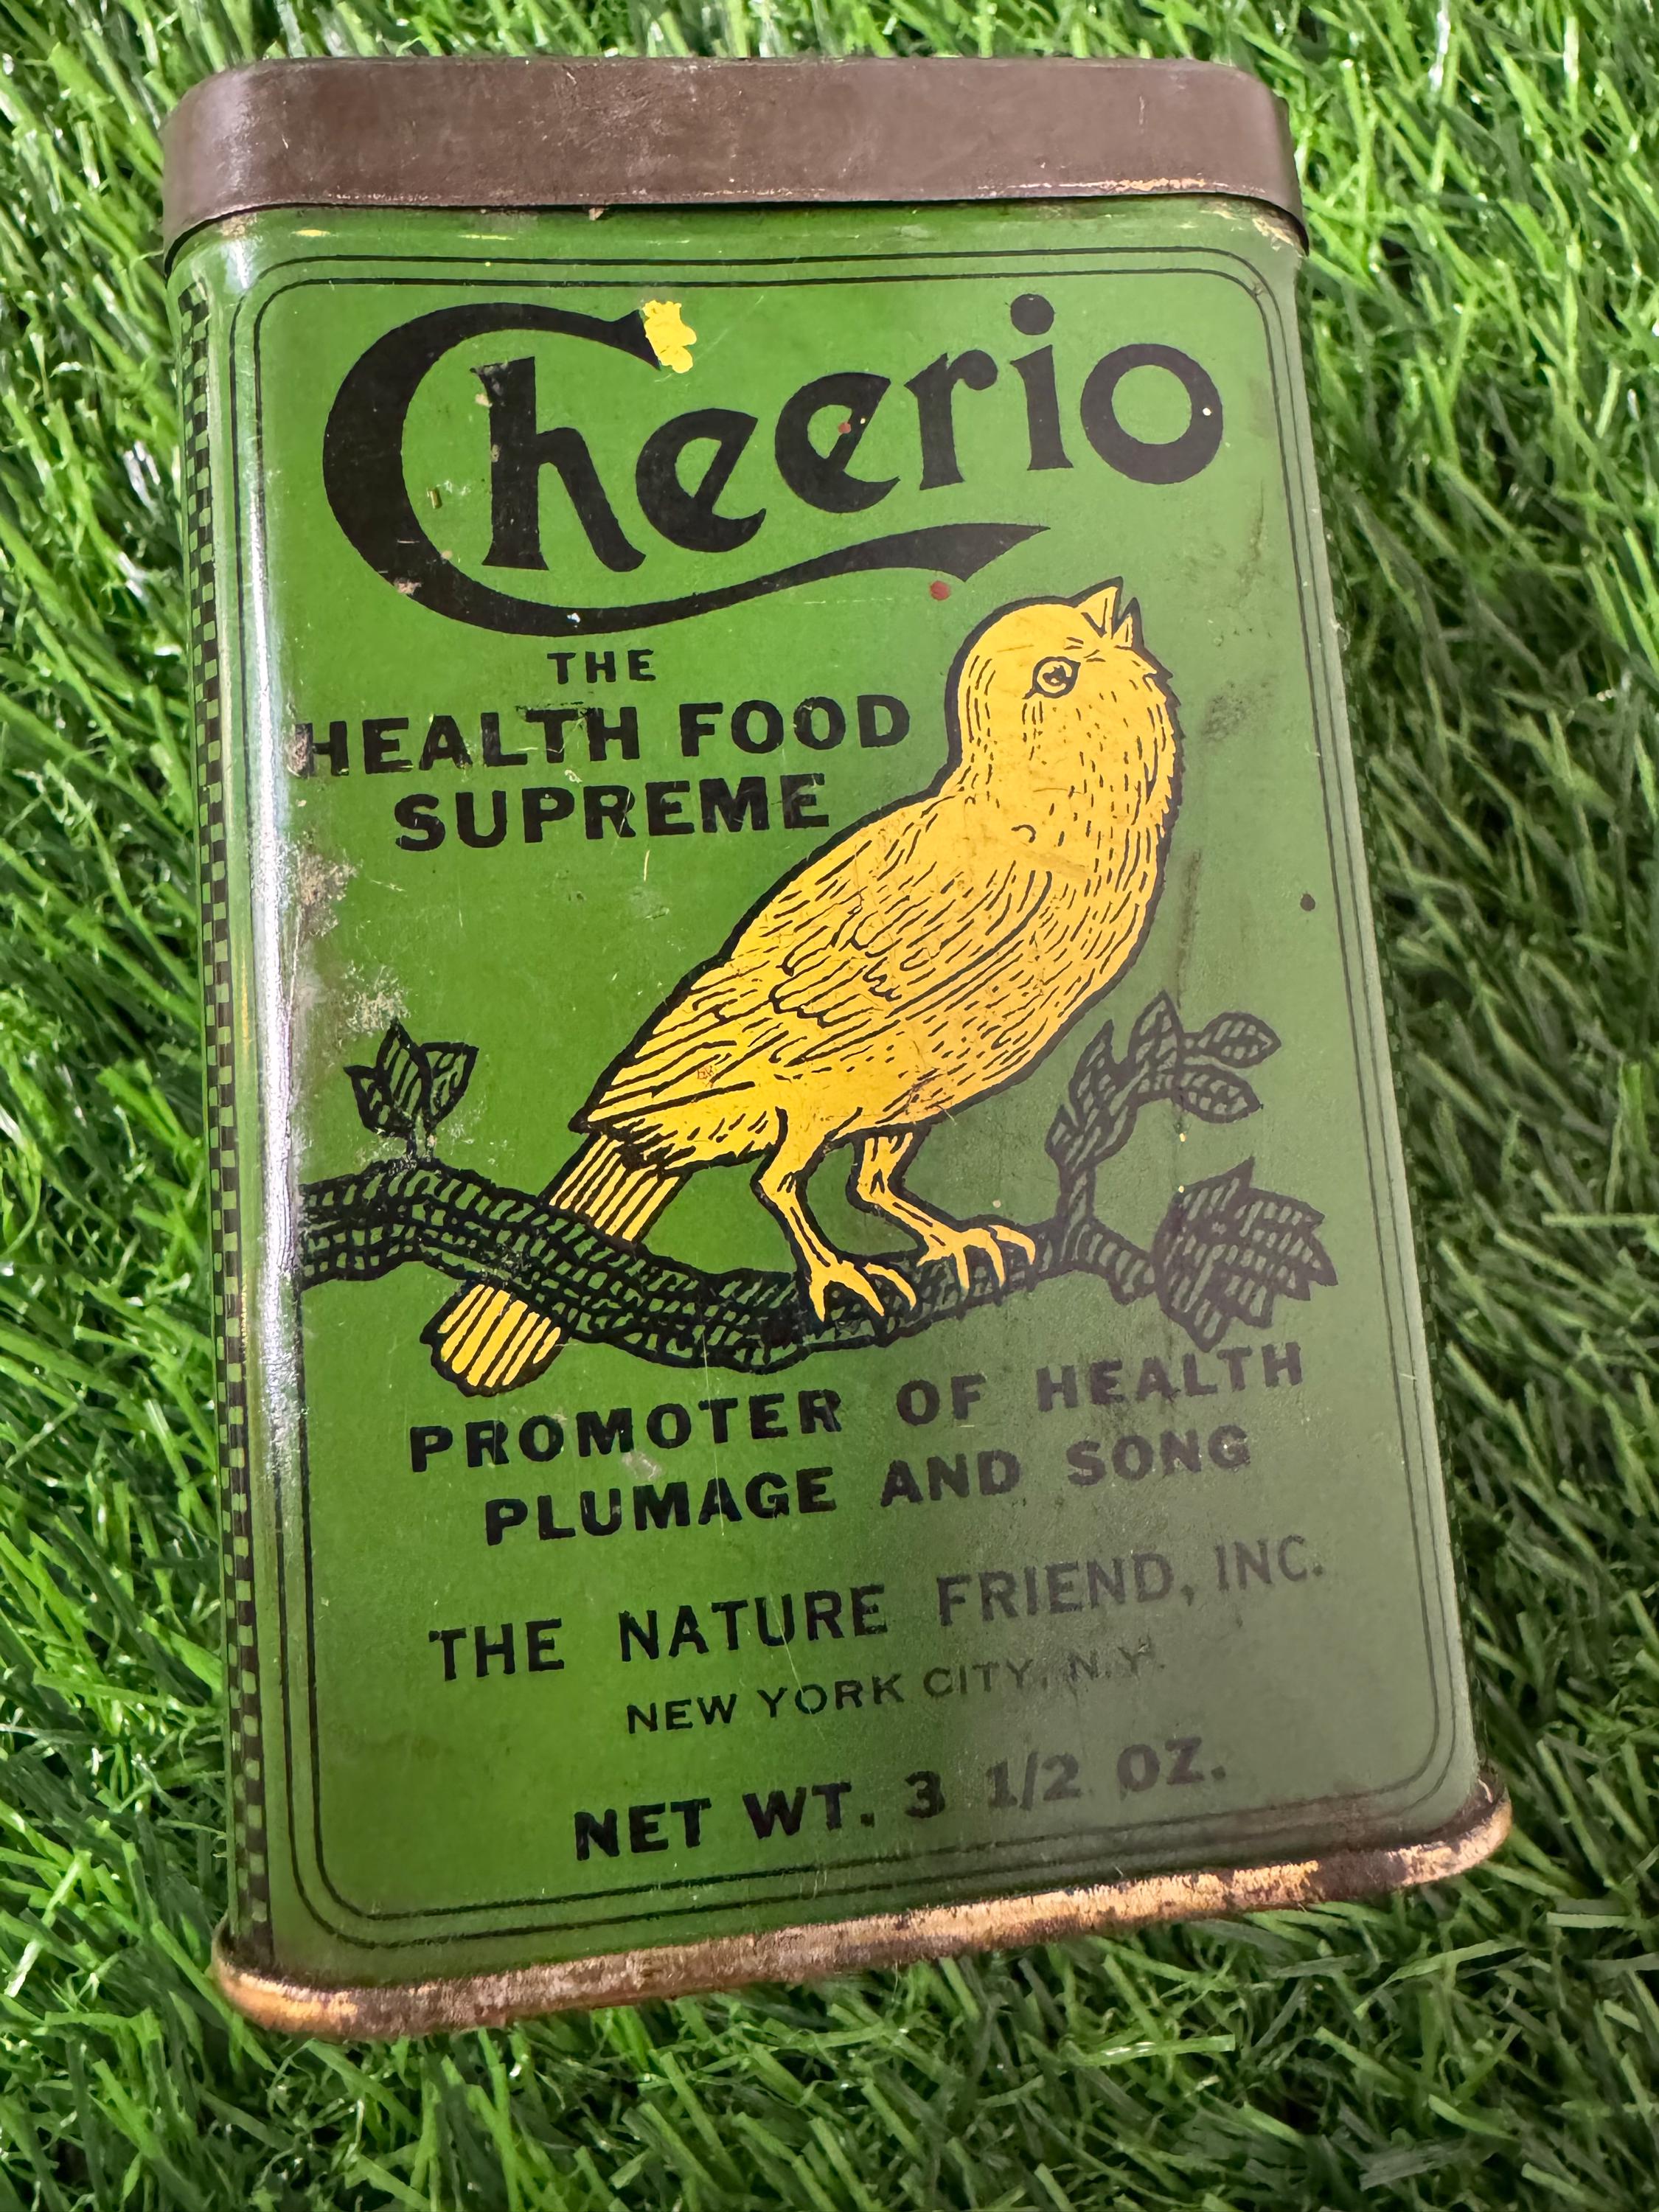 Cheerio
THE
HEALTH FOOD
SUPREME
PROMOTER OF HEALTH
PLUMAGE AND SONG
THE NATURE FRIEND, INC.
NEW YORK CITY, N.Y.
NET WT. 3 1/2 OZ.